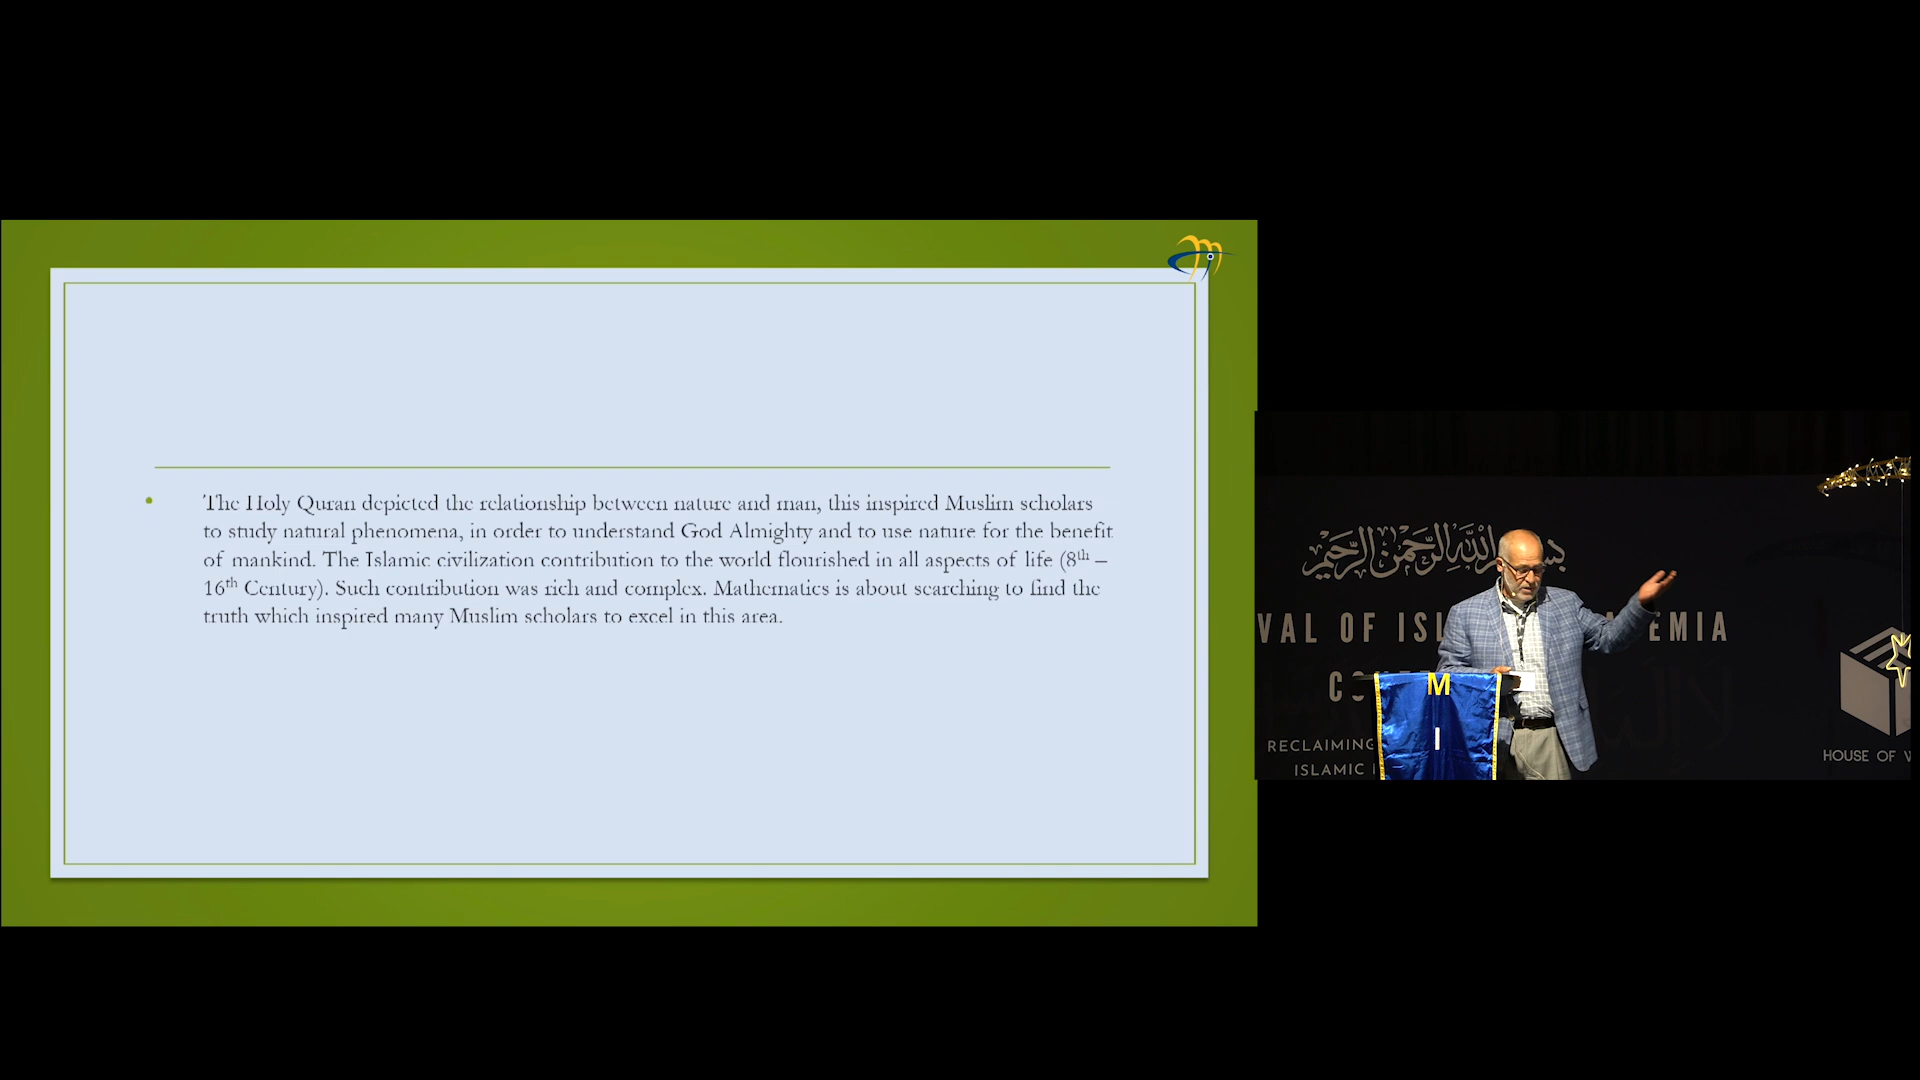 The Holy Quran depicted the relationship between nature and man, this inspired Muslim scholars
to study natural phenomena, in order to understand God Almighty and to use nature for the benefit
of mankind. The Islamic civilization contribution to the world flourished in all aspects of life (8th –
16th Century). Such contribution was rich and complex. Mathematics is about searching to find the
truth which inspired many Muslim scholars to excel in this area.
بسم الله الرحمن الرحيم
VAL OF ISL EMIA
CO
RECLAIMING
ISLAMIC
M
I
HOUSE OF